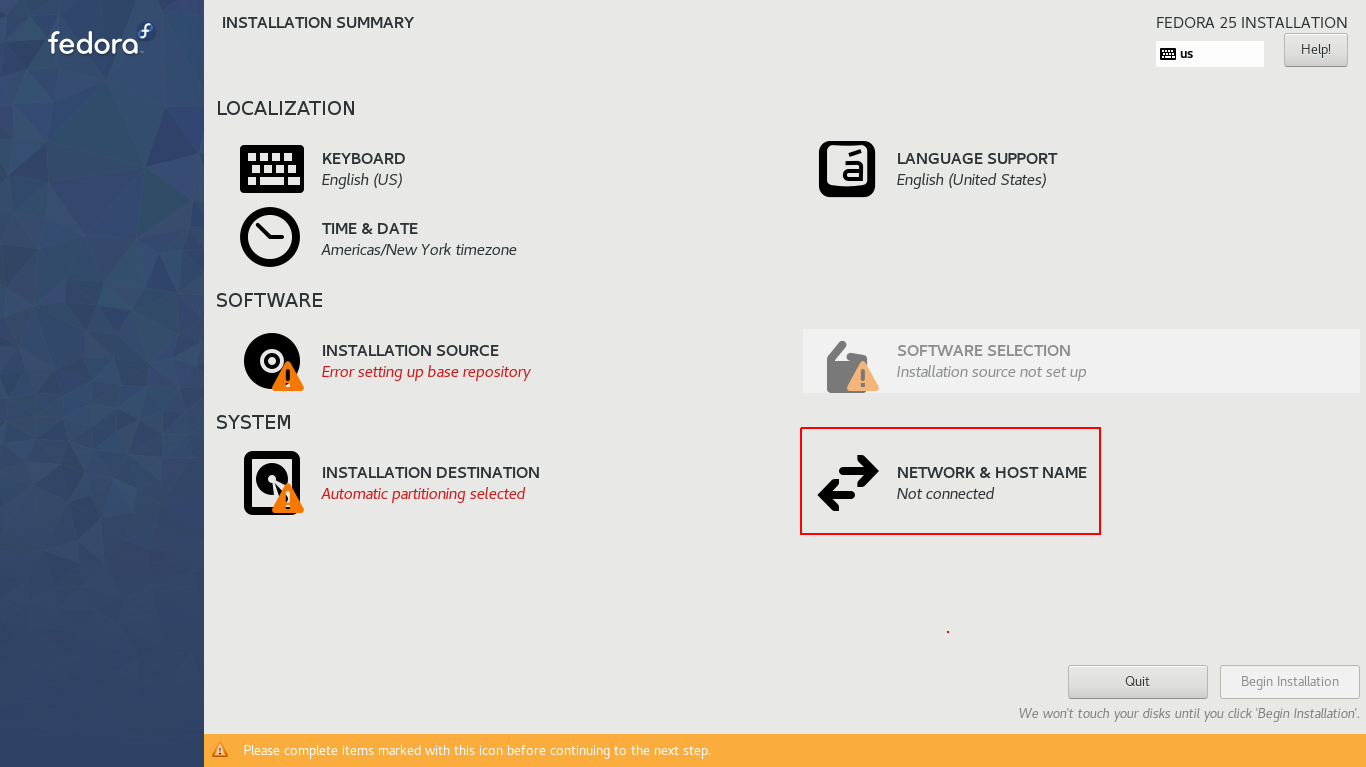 fedora
INSTALLATION SUMMARY
FEDORA 25 INSTALLATION
us
Help!
LOCALIZATION
KEYBOARD
English (US)
LANGUAGE SUPPORT
English (United States)
TIME & DATE
Americas/New York timezone
SOFTWARE
INSTALLATION SOURCE
Error setting up base repository
SOFTWARE SELECTION
Installation source not set up
SYSTEM
INSTALLATION DESTINATION
Automatic partitioning selected
NETWORK & HOST NAME
Not connected
Quit
Begin Installation
We won't touch your disks until you click 'Begin Installation'.
Please complete items marked with this icon before continuing to the next step.